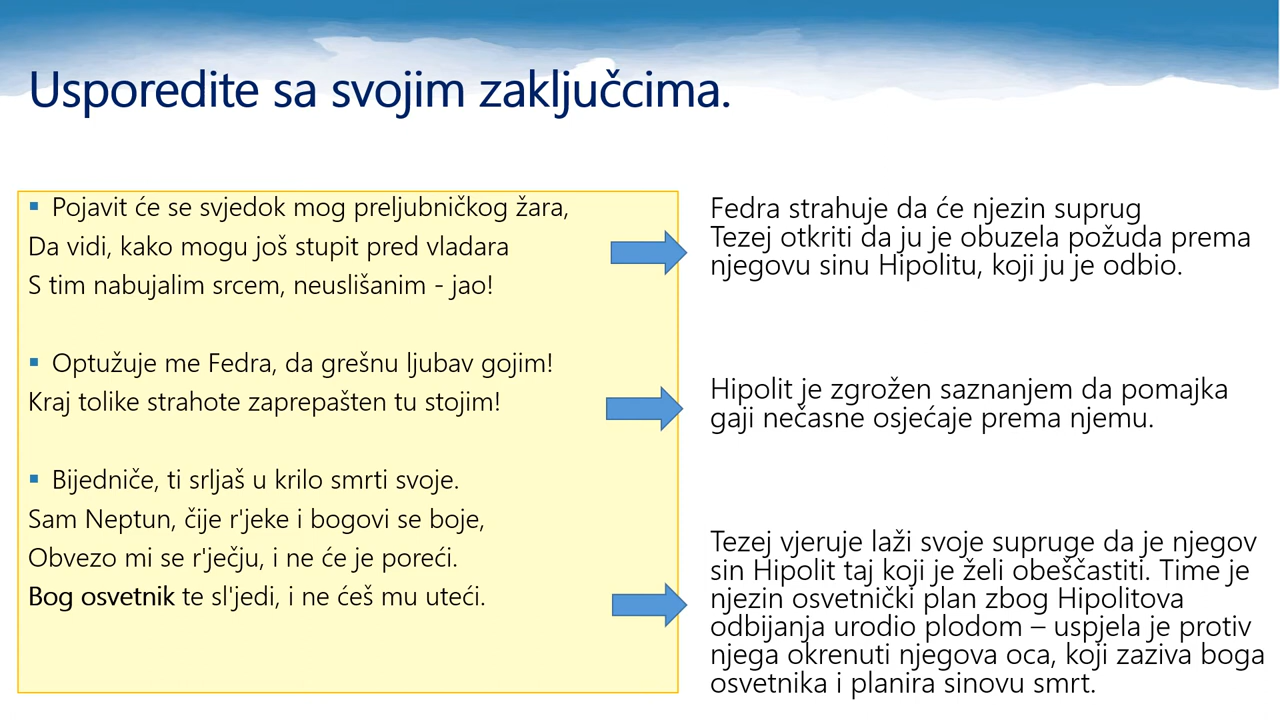 Usporedite sa svojim zaključcima.
▪ Pojavit će se svjedok mog preljubničkog žara,
Da vidi, kako mogu još stupit pred vladara
S tim nabujalim srcem, neuslišanim - jao!
▪ Optužuje me Fedra, da grešnu ljubav gojim!
Kraj tolike strahote zaprepašten tu stojim!
▪ Bijedniče, ti srljaš u krilo smrti svoje.
Sam Neptun, čije r'jeke i bogovi se boje,
Obvezo mi se r'ječju, i ne će je poreći.
Bog osvetnik te sl'jedi, i ne ćeš mu uteći.
Fedra strahuje da će njezin suprug
Tezej otkriti da ju je obuzela požuda prema
njegovu sinu Hipolitu, koji ju je odbio.
Hipolit je zgrožen saznanjem da pomajka
gaji nečasne osjećaje prema njemu.
Tezej vjeruje laži svoje supruge da je njegov
sin Hipolit taj koji je želi obeščastiti. Time je
njezin osvetnički plan zbog Hipolitova
odbijanja urodio plodom – uspjela je protiv
njega okrenuti njegova oca, koji zaziva boga
osvetnika i planira sinovu smrt.